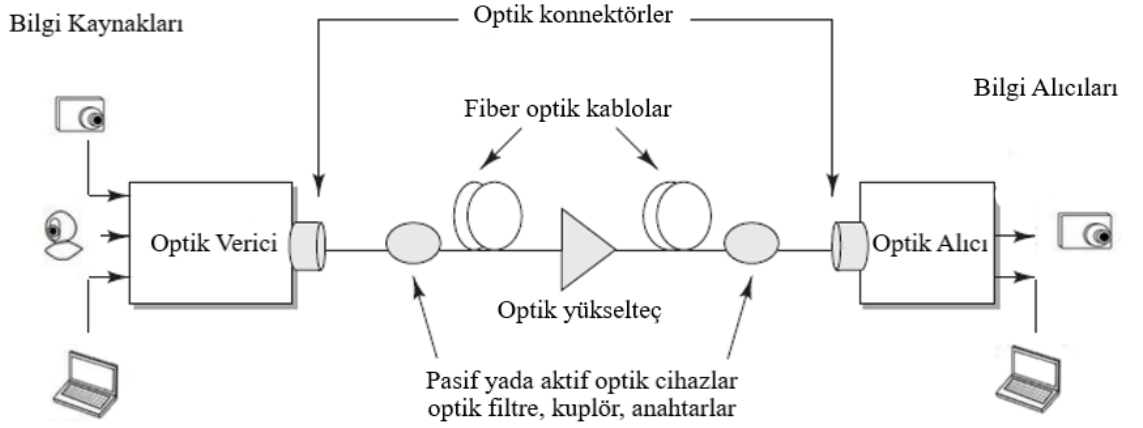 Optik konnektörler
Bilgi Kaynakları
Bilgi Alıcıları
Fiber optik kablolar
Optik Verici
Optik Alıcı
Optik yükselteç
Pasif yada aktif optik cihazlar
optik filtre, kuplör, anahtarlar